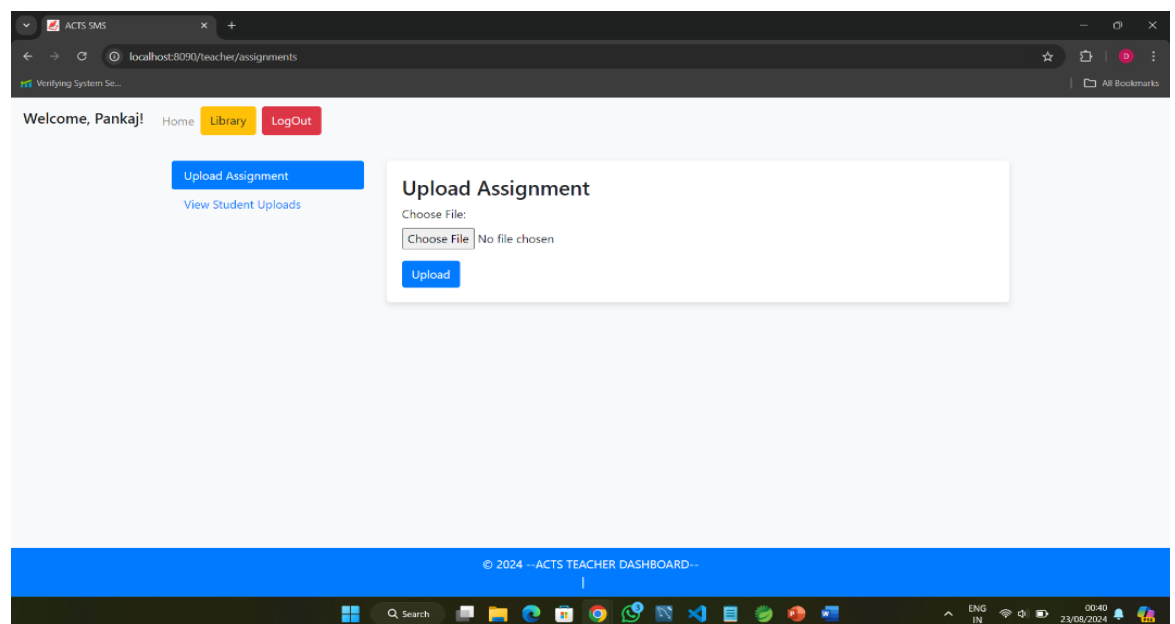 ACTS SMS
localhost:8090/teacher/assignments
D
Verifying System Se...
All Bookmarks
Welcome, Pankaj! Home Library LogOut
Upload Assignment
View Student Uploads
Upload Assignment
Choose File:
Choose File No file chosen
Upload
© 2024 --ACTS TEACHER DASHBOARD--
|
Search
ENG
IN
00:40
23/08/2024